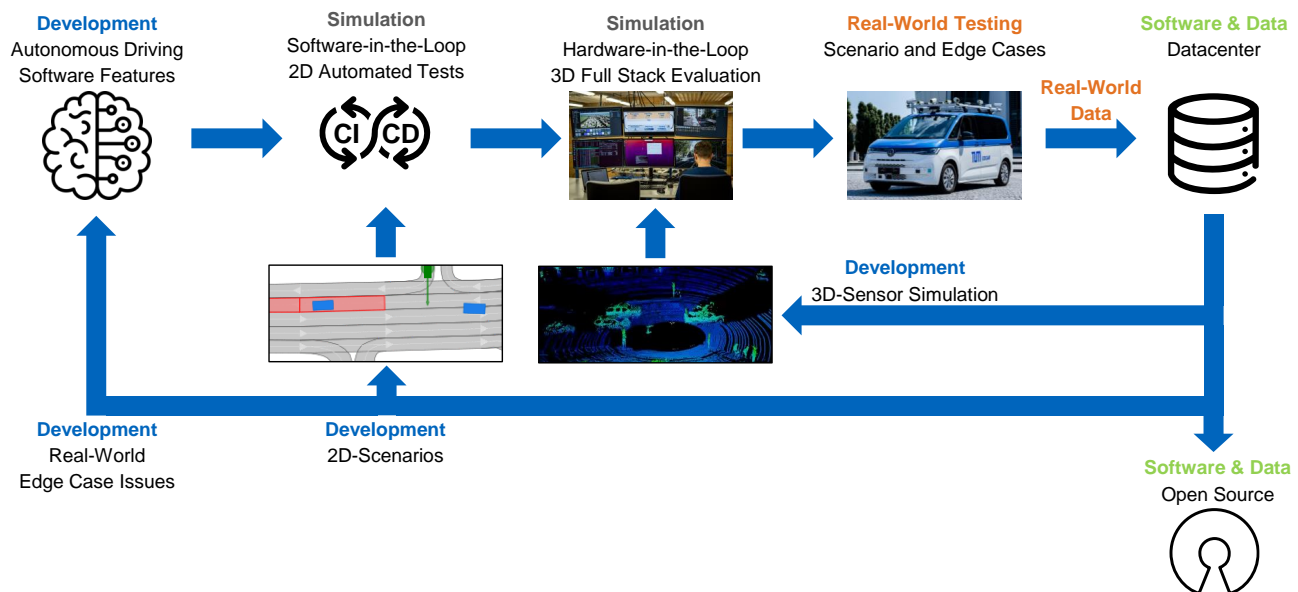 Development
Autonomous Driving
Software Features
Simulation
Software-in-the-Loop
2D Automated Tests
Simulation
Hardware-in-the-Loop
3D Full Stack Evaluation
Real-World Testing
Scenario and Edge Cases
Software & Data
Datacenter
Real-World
Data
CI CD
TUM
Development
3D-Sensor Simulation
Development
Real-World
Edge Case Issues
Development
2D-Scenarios
Software & Data
Open Source